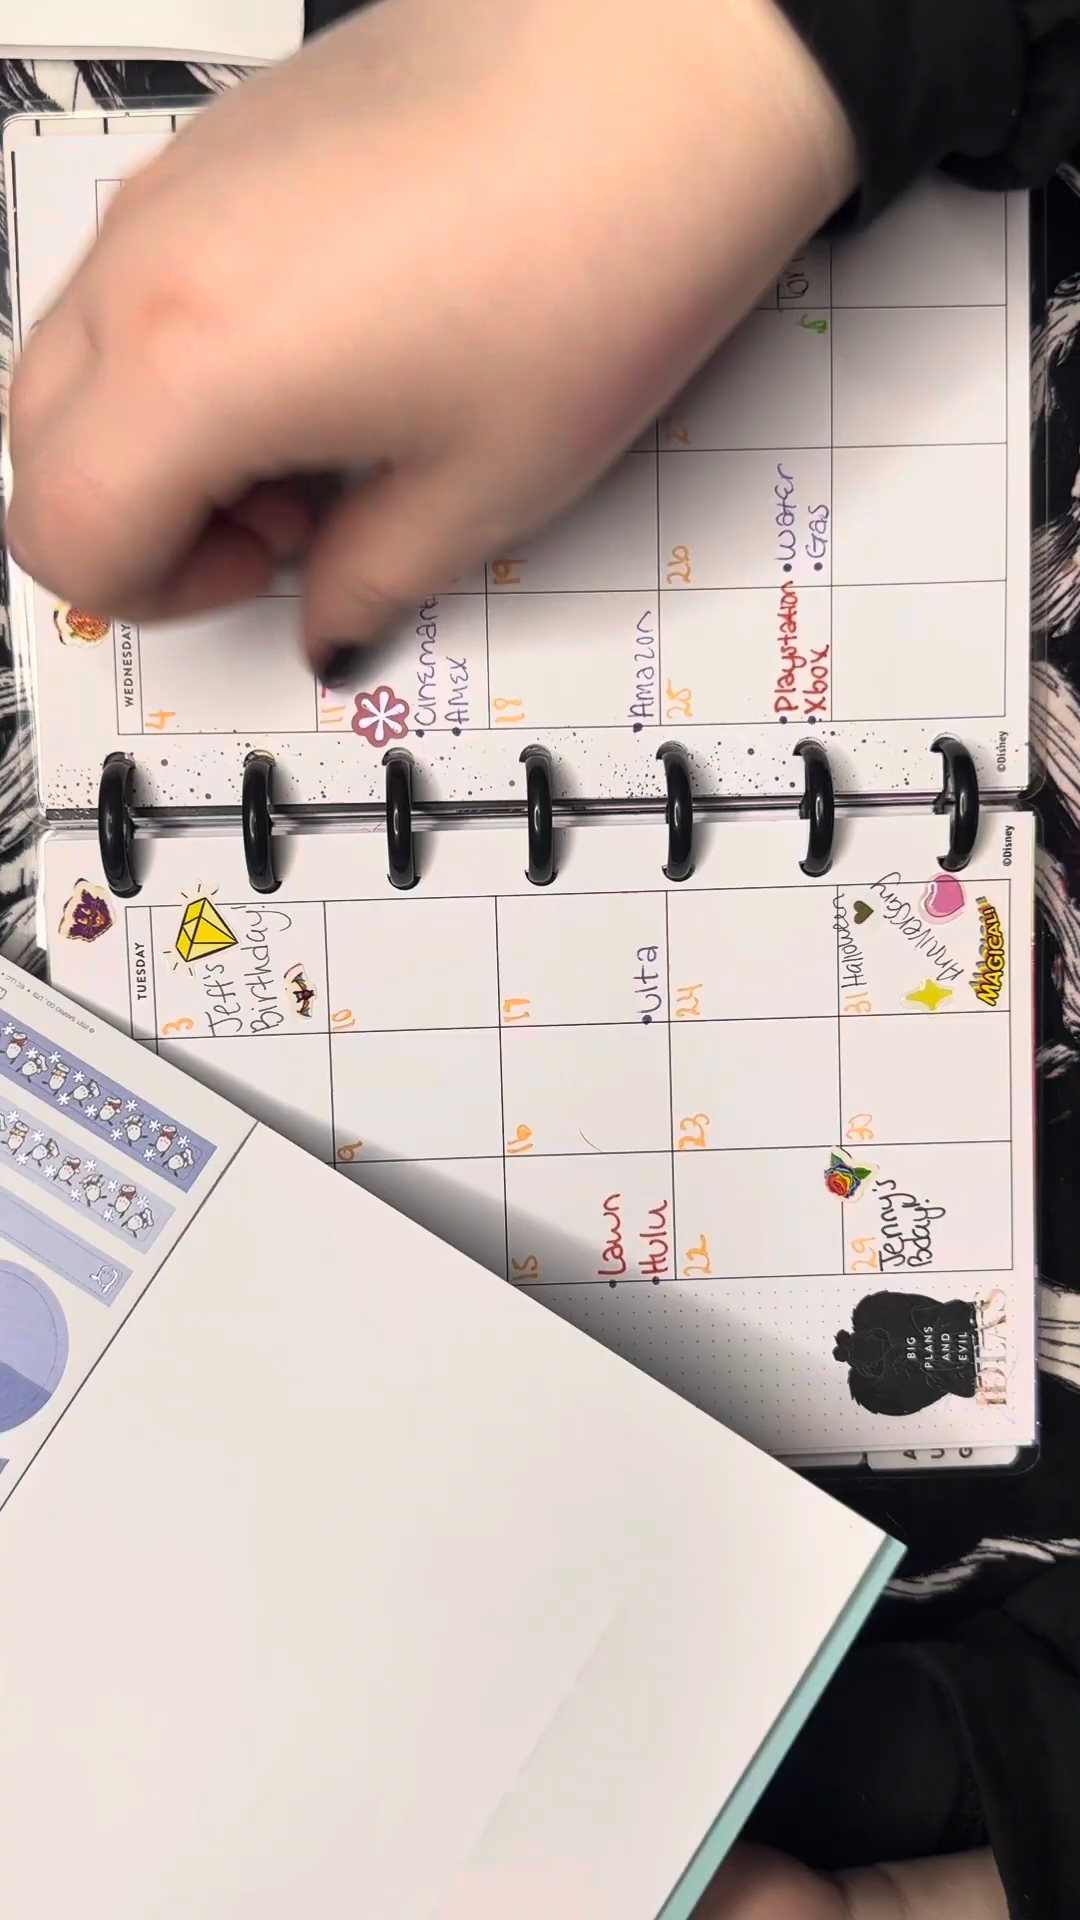 TUESDAY
3
Jeff's
Birthday!
10
17
• Ulta
24
31 Halloween
Anniversary
MAGICAL!
9
16
23
30
15
• Lawn
• Hulu
22
29
Jenny's
Bday!
BIG
PLANS
AND
EVIL
IDEAS
©Disney
WEDNESDAY
4
11
• Cinemark
• AMEX
18
• Amazon
25
• Playstation
• Xbox
19
26
• Water
• Gas
©Disney